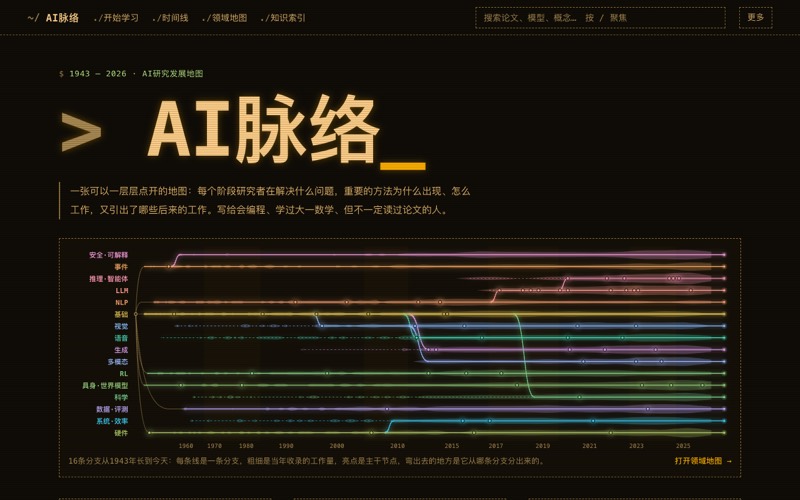 ~/ AI脉络 ./开始学习 ./时间线 ./领域地图 ./知识索引 搜索论文、模型、概念… 按 / 聚焦 更多
$ 1943 — 2026 · AI研究发展地图
> AI脉络_
一张可以一层层点开的地图：每个阶段研究者在解决什么问题，重要的方法为什么出现、怎么
工作，又引出了哪些后来的工作。写给会编程、学过大一数学、但不一定读过论文的人。
安全·可解释
事件
推理·智能体
LLM
NLP
基础
视觉
语音
生成
多模态
RL
具身·世界模型
科学
数据·评测
系统·效率
硬件
1960 1970 1980 1990 2000 2010 2015 2017 2019 2021 2023 2025
16条分支从1943年长到今天：每条线是一条分支，粗细是当年收录的工作量，亮点是主干节点，弯出去的地方是它从哪条分支分出来的。 打开领域地图 →